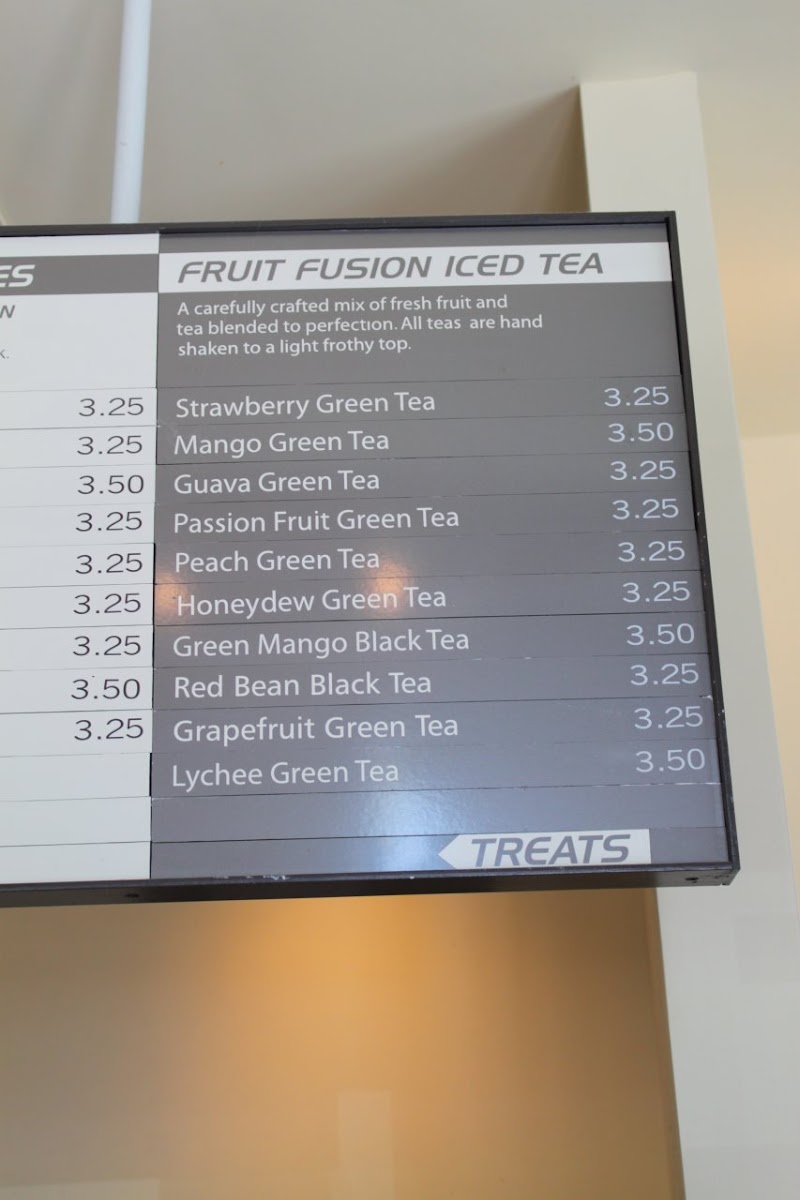 ES
N
K.
3.25
3.25
3.50
3.25
3.25
3.25
3.25
3.50
3.25
FRUIT FUSION ICED TEA
A carefully crafted mix of fresh fruit and
tea blended to perfection. All teas are hand
shaken to a light frothy top.
Strawberry Green Tea 3.25
Mango Green Tea 3.50
Guava Green Tea 3.25
Passion Fruit Green Tea 3.25
Peach Green Tea 3.25
Honeydew Green Tea 3.25
Green Mango Black Tea 3.50
Red Bean Black Tea 3.25
Grapefruit Green Tea 3.25
Lychee Green Tea 3.50
TREATS